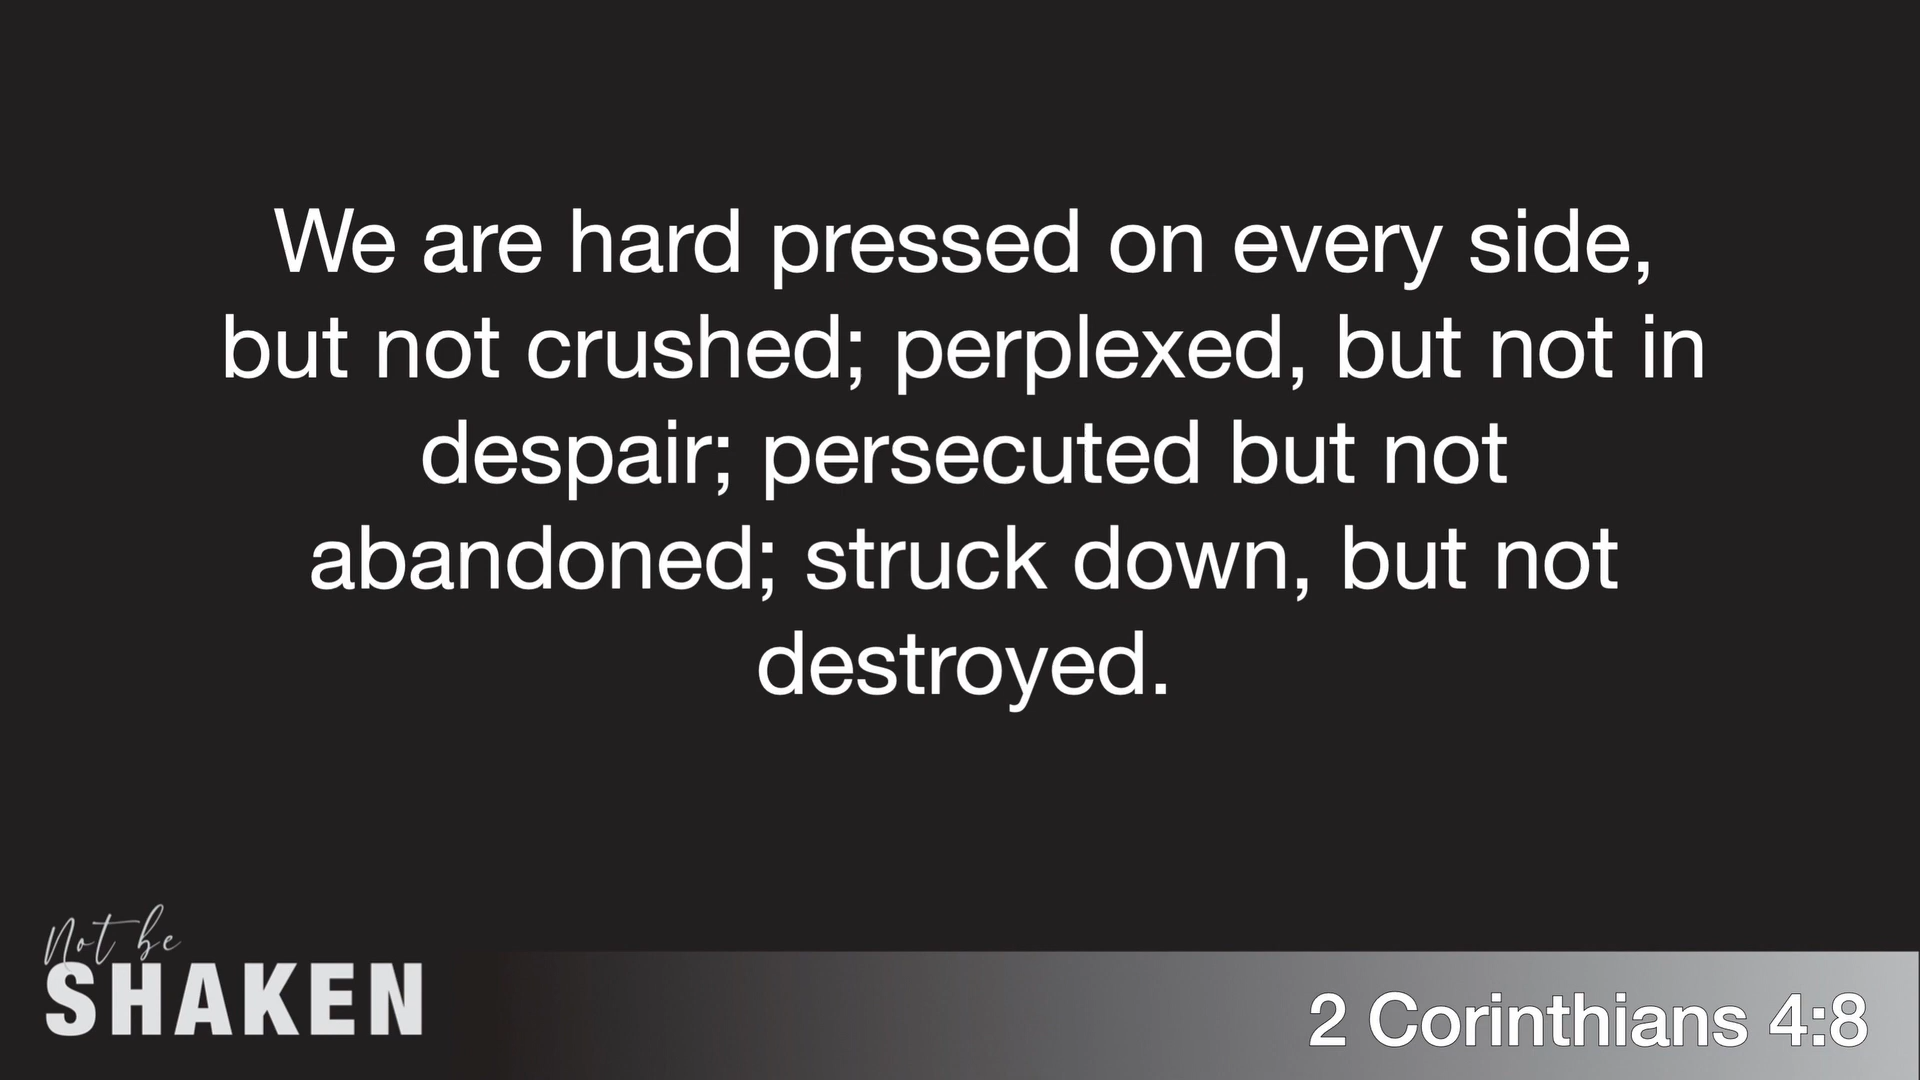 We are hard pressed on every side,
but not crushed; perplexed, but not in
despair; persecuted but not
abandoned; struck down, but not
destroyed.
Not be
SHAKEN
2 Corinthians 4:8